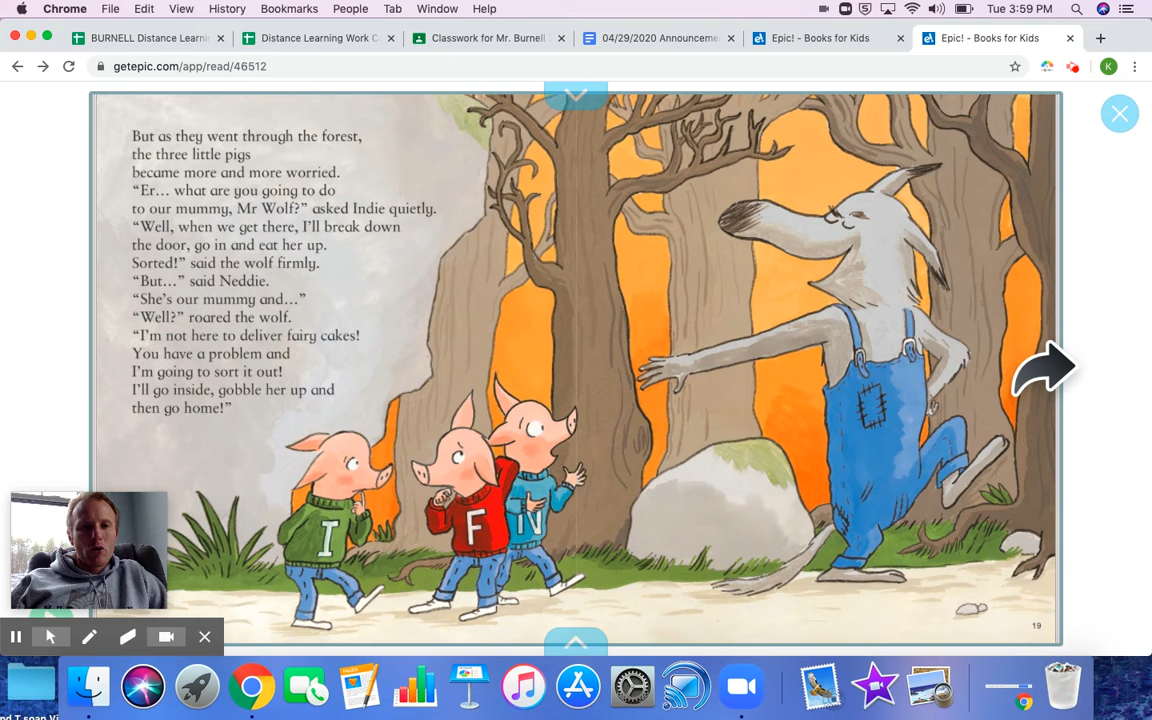 Chrome File Edit View History Bookmarks People Tab Window Help Tue 3:59 PM
BURNELL Distance Learni
Distance Learning Work C
Classwork for Mr. Burnell
04/29/2020 Announceme
Epic! - Books for Kids
Epic! - Books for Kids
getepic.com/app/read/46512
K
But as they went through the forest,
the three little pigs
became more and more worried.
“Er… what are you going to do
to our mummy, Mr Wolf?” asked Indie quietly.
“Well, when we get there, I’ll break down
the door, go in and eat her up.
Sorted!” said the wolf firmly.
“But…” said Neddie.
“She’s our mummy and…”
“Well?” roared the wolf.
“I’m not here to deliver fairy cakes!
You have a problem and
I’m going to sort it out!
I’ll go inside, gobble her up and
then go home!”
I
F
N
19